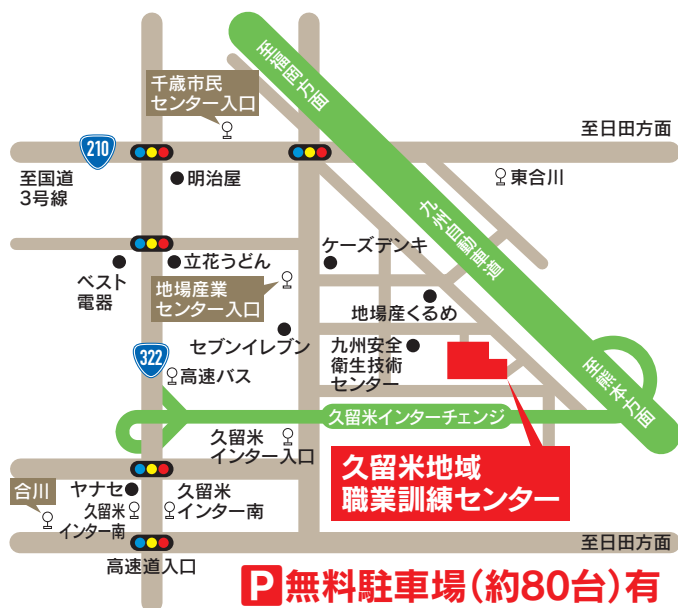 至福岡方面
千歳市民
センター入口
至日田方面
210
至国道
3号線
明治屋
東合川
九州自動車道
ケーズデンキ
立花うどん
ベスト
電器
地場産業
センター入口
地場産くるめ
セブンイレブン
九州安全
衛生技術
センター
322
高速バス
至熊本方面
久留米インターチェンジ
久留米
インター入口
久留米地域
職業訓練センター
合川
ヤナセ
久留米
インター南
久留米
インター南
至日田方面
高速道入口
P無料駐車場(約80台)有